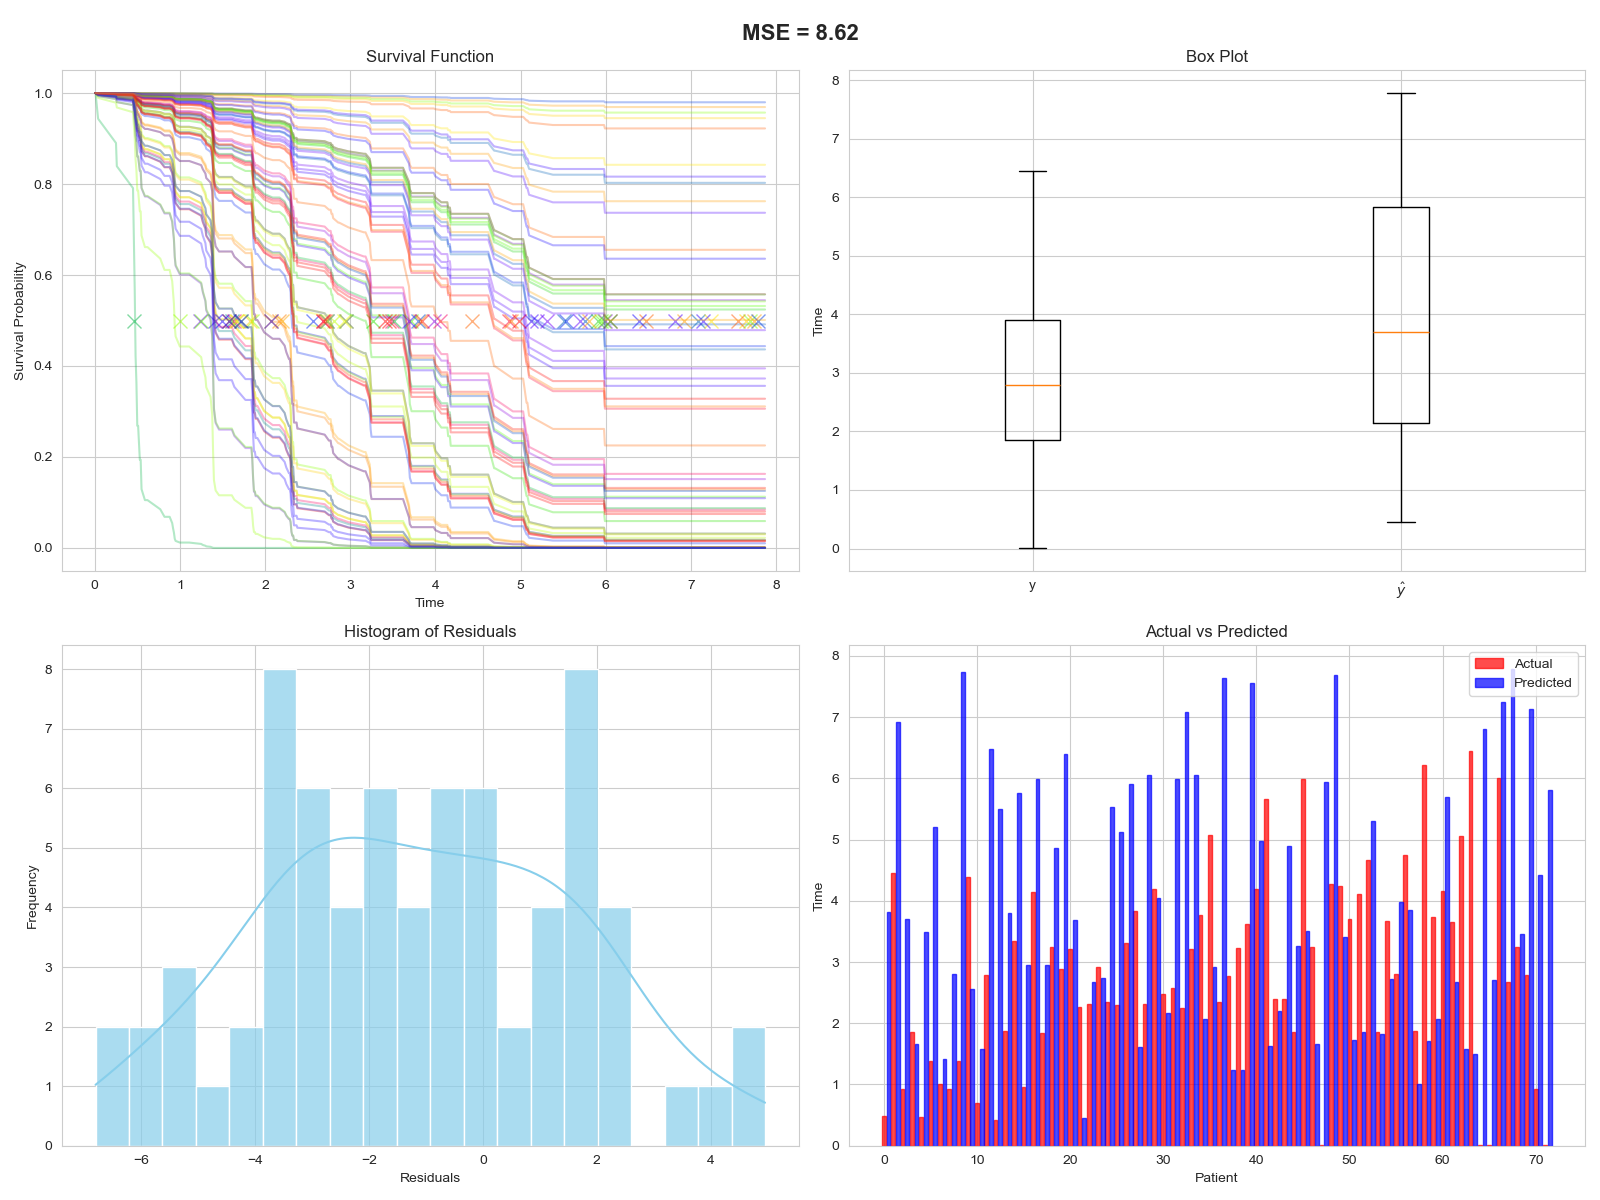 MSE = 8.62
Survival Function
1.0
0.8
0.6
0.4
0.2
0.0
Survival Probability
0 1 2 3 4 5 6 7 8
Time
Box Plot
8
7
6
5
4
3
2
1
0
Time
y ŷ
Histogram of Residuals
8
7
6
5
4
3
2
1
0
Frequency
−6 −4 −2 0 2 4
Residuals
Actual vs Predicted
Actual
Predicted
8
7
6
5
4
3
2
1
0
Time
0 10 20 30 40 50 60 70
Patient